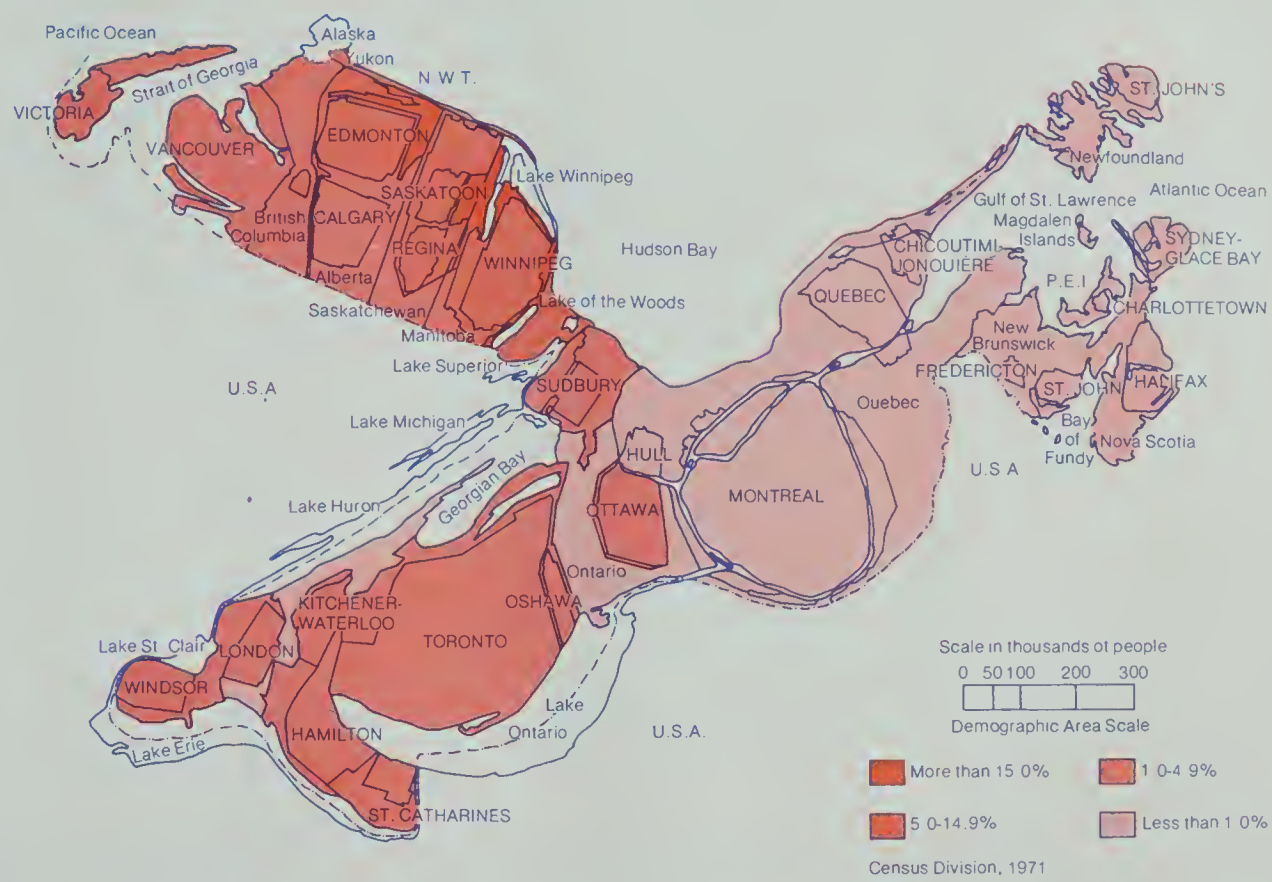 Pacific Ocean
Alaska
Yukon
N.W.T.
Strait of Georgia
VICTORIA
VANCOUVER
EDMONTON
SASKATOON
Lake Winnipeg
British
Columbia
CALGARY
REGINA
WINNIPEG
Alberta
Saskatchewan
Manitoba
Lake of the Woods
Hudson Bay
Lake Superior
SUDBURY
U.S.A
Lake Michigan
Lake Huron
Georgian Bay
ST. JOHN'S
Newfoundland
Gulf of St. Lawrence
Atlantic Ocean
Magdalen
Islands
SYDNEY-
GLACE BAY
CHICOUTIMI-
JONQUIÈRE
P.E.I
CHARLOTTETOWN
QUEBEC
New
Brunswick
FREDERICTON
ST. JOHN
HALIFAX
Bay
of
Fundy
Nova Scotia
Quebec
U.S.A
HULL
MONTREAL
OTTAWA
Ontario
OSHAWA
KITCHENER-
WATERLOO
TORONTO
Lake St. Clair
LONDON
WINDSOR
HAMILTON
Lake Erie
Lake
Ontario
ST. CATHARINES
U.S.A.
Scale in thousands of people
0 50 100 200 300
Demographic Area Scale
More than 15 0%
1 0-4 9%
5 0-14.9%
Less than 1 0%
Census Division, 1971